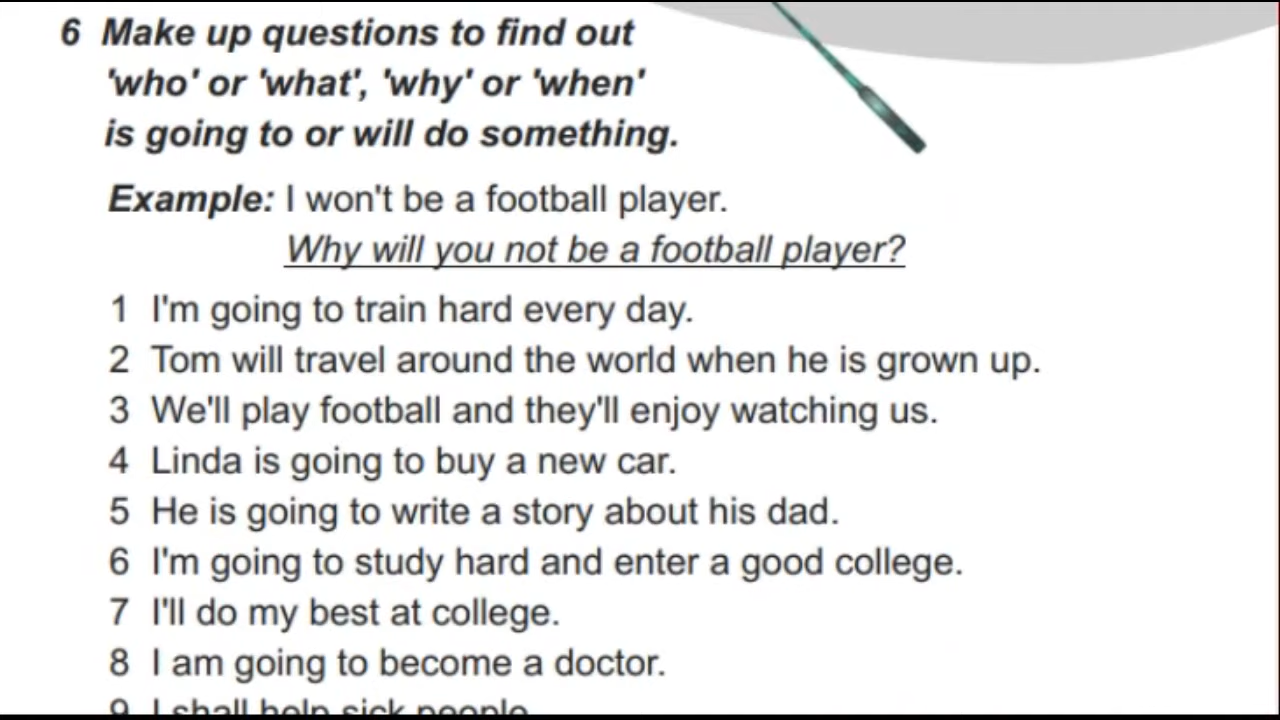 6 Make up questions to find out
'who' or 'what', 'why' or 'when'
is going to or will do something.
Example: I won't be a football player.
Why will you not be a football player?
1 I'm going to train hard every day.
2 Tom will travel around the world when he is grown up.
3 We'll play football and they'll enjoy watching us.
4 Linda is going to buy a new car.
5 He is going to write a story about his dad.
6 I'm going to study hard and enter a good college.
7 I'll do my best at college.
8 I am going to become a doctor.
9 I shall help sick people.